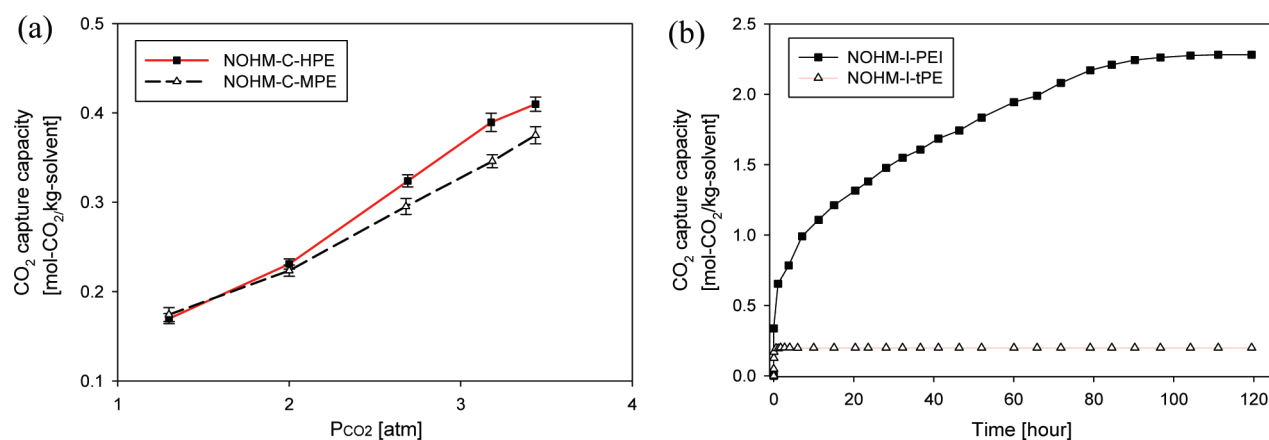 (a)
NOHM-C-HPE
NOHM-C-MPE
CO₂ capture capacity
[mol-CO₂/kg-solvent]
0.5
0.4
0.3
0.2
0.1
1 2 3 4
PCO2 [atm]
(b)
NOHM-I-PEI
NOHM-I-tPE
CO₂ capture capacity
[mol-CO₂/kg-solvent]
2.5
2.0
1.5
1.0
0.5
0.0
0 20 40 60 80 100 120
Time [hour]